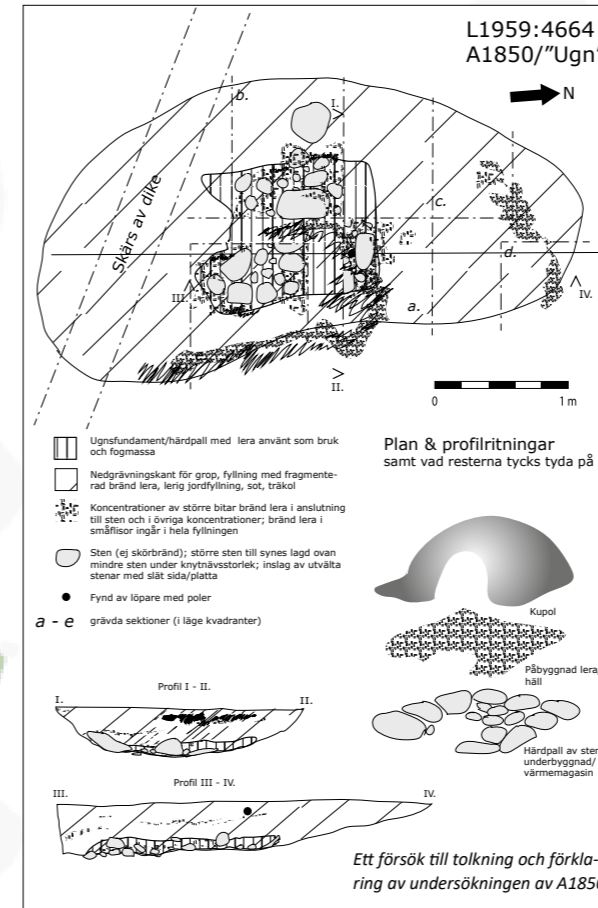 L1959:4664
A1850/"Ugn"
N
I.
b.
Skärs av dike
c.
d.
III.
a.
IV.
II.
0 1 m
Ugnsfundament/härdpall med lera använt som bruk
och fogmassa
Nedgrävningskant för grop, fyllning med fragmente-
rad bränd lera, lerig jordfyllning, sot, träkol
Koncentrationer av större bitar bränd lera i anslutning
till sten och i övriga koncentrationer; bränd lera i
småflisor ingår i hela fyllningen
Sten (ej skörbränd); större sten till synes lagd ovan
mindre sten under knytnävsstorlek; inslag av utvälta
stenar med slät sida/platta
Fynd av löpare med poler
a - e grävda sektioner (i läge kvadranter)
Plan & profilritningar
samt vad resterna tycks tyda på
Kupol
Påbyggnad lera,
häll
Härdpall av sten
underbyggnad/
värmemagasin
Profil I - II.
I.
II.
Profil III - IV.
III.
IV.
Ett försök till tolkning och förkla-
ring av undersökningen av A1850